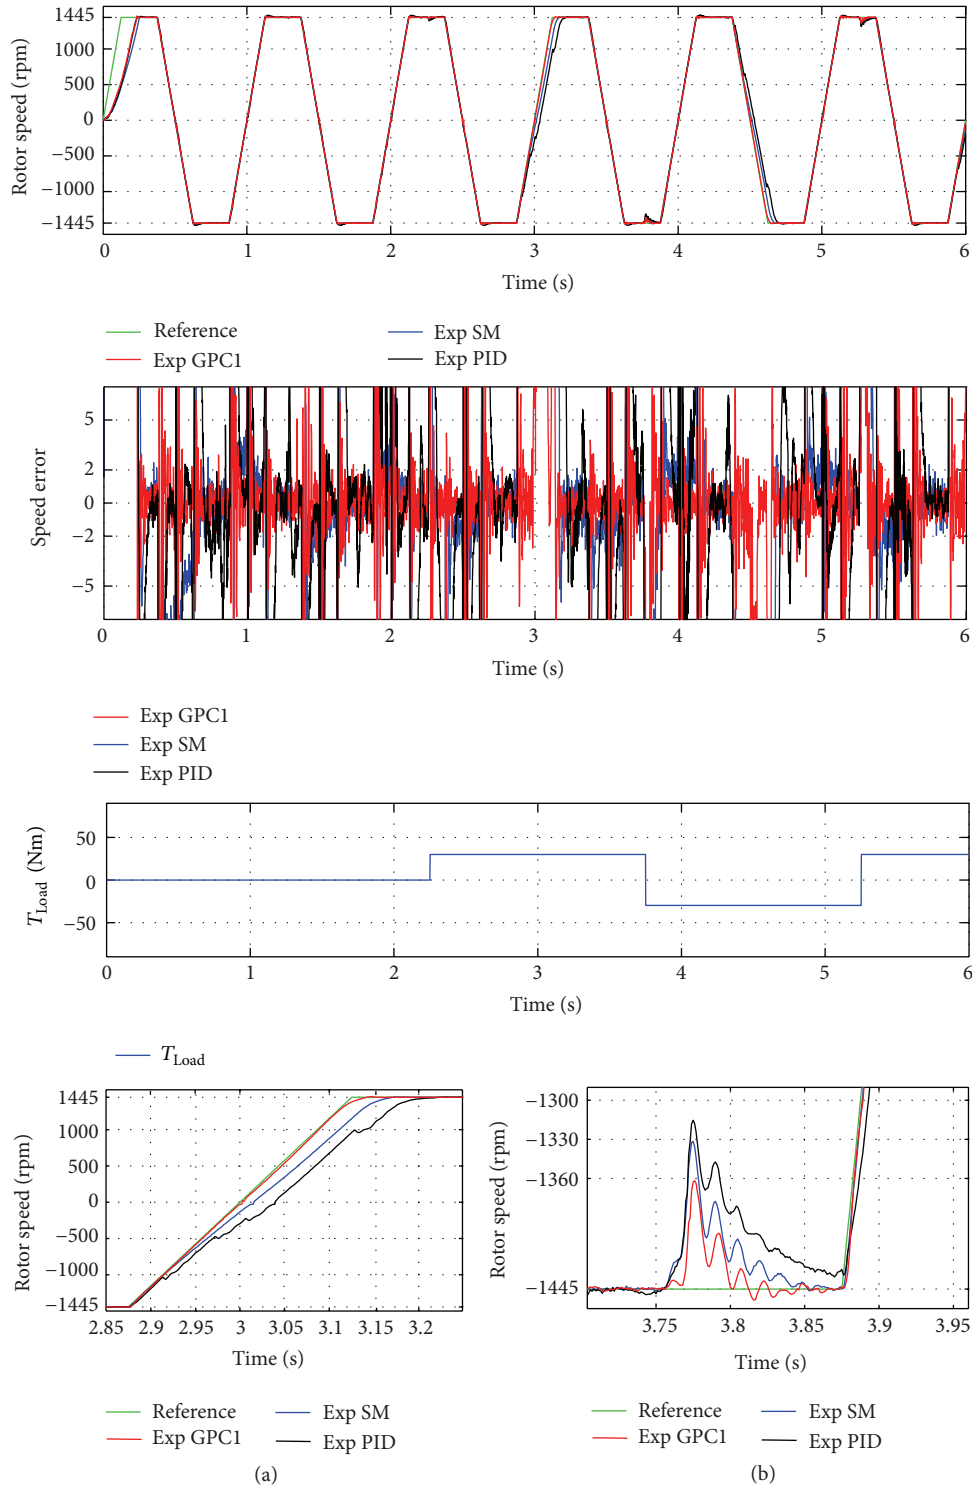 1445
1000
500
0
−500
−1000
−1445
Rotor speed (rpm)
0 1 2 3 4 5 6
Time (s)
Reference Exp SM
Exp GPC1 Exp PID
5
2
0
−2
−5
Speed error
0 1 2 3 4 5 6
Time (s)
Exp GPC1
Exp SM
Exp PID
50
0
−50
T_Load (Nm)
0 1 2 3 4 5 6
Time (s)
T_Load
1445
1000
500
0
−500
−1000
−1445
Rotor speed (rpm)
2.85 2.9 2.95 3 3.05 3.1 3.15 3.2
Time (s)
Reference Exp SM
Exp GPC1 Exp PID
(a)
−1300
−1330
−1360
−1445
Rotor speed (rpm)
3.75 3.8 3.85 3.9 3.95
Time (s)
Reference Exp SM
Exp GPC1 Exp PID
(b)